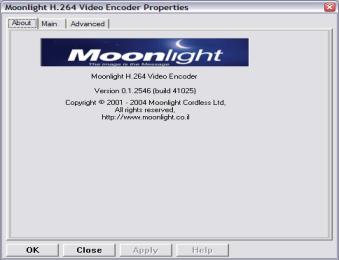 Moonlight H.264 Video Encoder Properties
About Main Advanced
Moonlight
The Image is the Message
Moonlight H.264 Video Encoder
Version 0.1.2546 (build 41025)
Copyright © 2001 - 2004 Moonlight Cordless Ltd,
All rights reserved,
http://www.moonlight.co.il
OK Close Apply Help